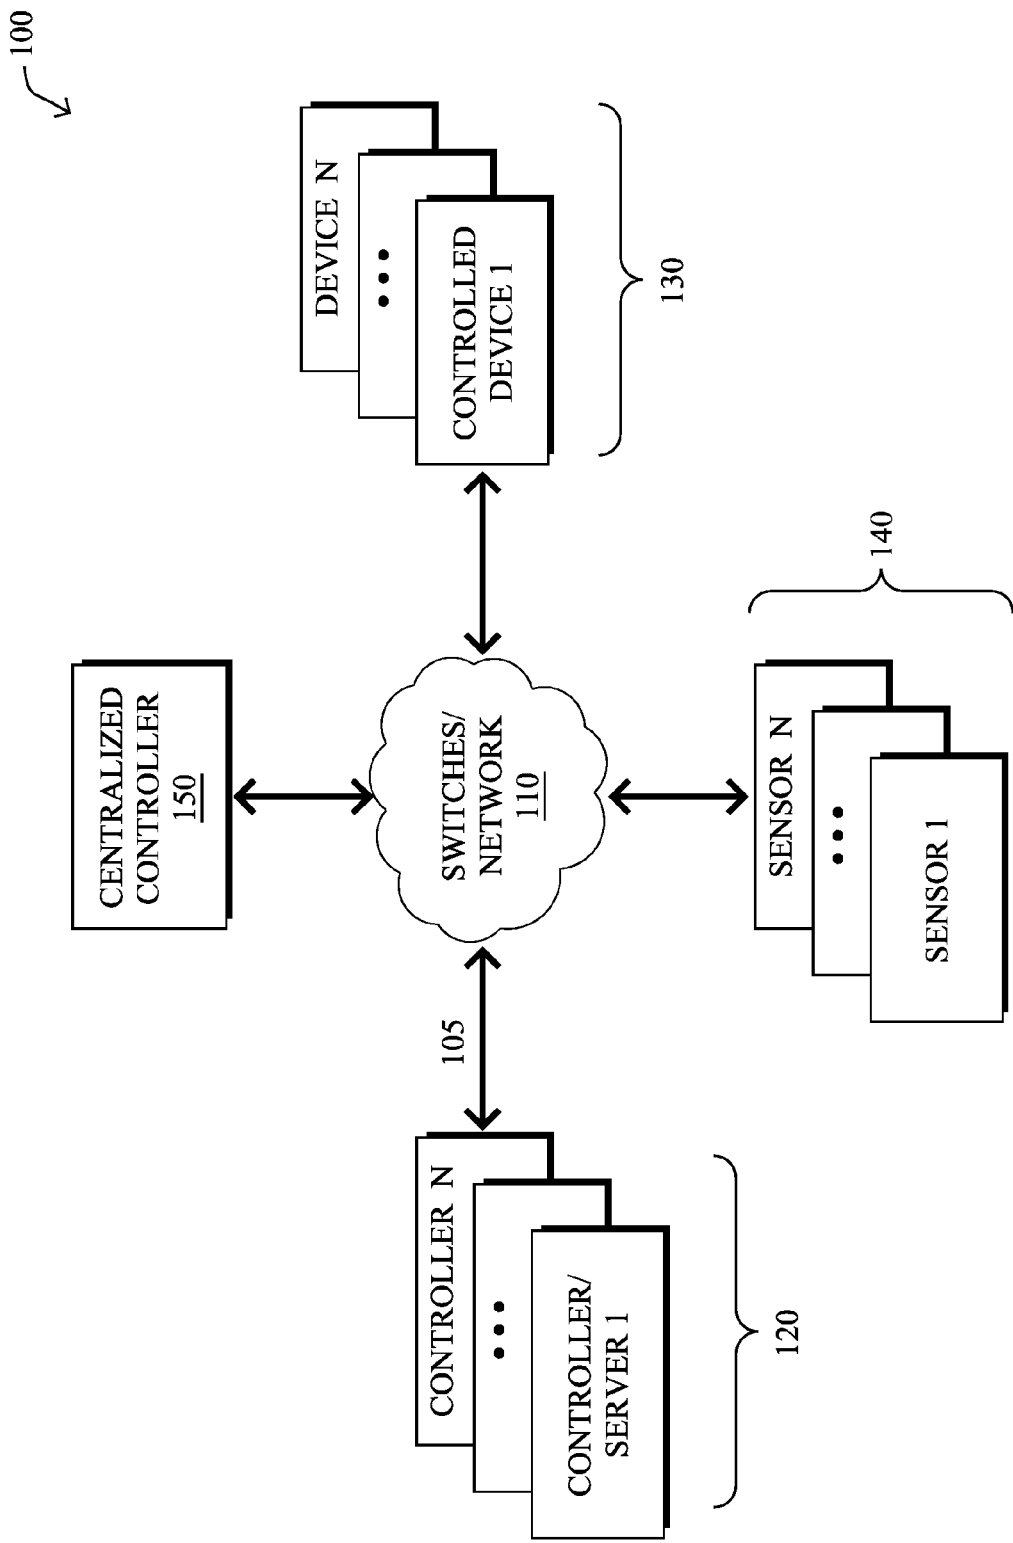 100
CENTRALIZED
CONTROLLER
150
CONTROLLER N
•••
CONTROLLER/
SERVER 1
120
105
SWITCHES/
NETWORK
110
DEVICE N
•••
CONTROLLED
DEVICE 1
130
SENSOR N
•••
SENSOR 1
140